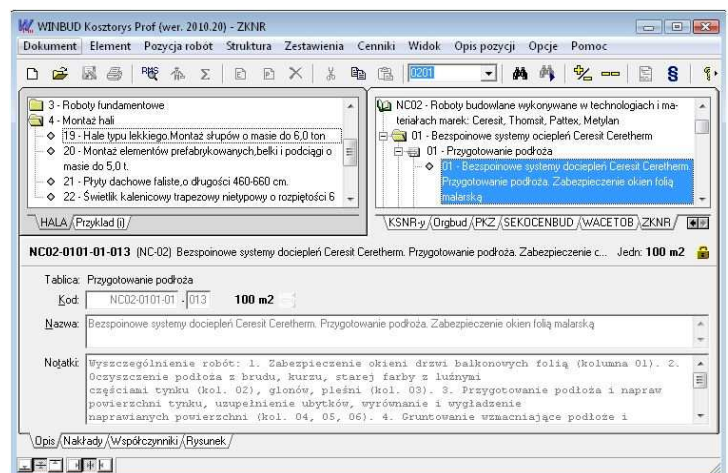 WINBUD Kosztorys Prof (wer. 2010.20) - ZKNR
Dokument Element Pozycja robót Struktura Zestawienia Cenniki Widok Opis pozycji Opcje Pomoc
RMS Σ 0201 §
3 - Roboty fundamentowe
4 - Montaż hali
19 - Hale typu lekkiego.Montaż słupów o masie do 6,0 ton
20 - Montaż elementów prefabrykowanych,belki i podciągi o
masie do 5,0 t.
21 - Płyty dachowe faliste,o długości 460-660 cm.
22 - Świetlik kalenicowy trapezowy nietypowy o rozpiętości 6
HALA Przykład (i)
NC02 - Roboty budowlane wykonywane w technologiach i ma-
teriałach marek: Ceresit, Thomsit, Pattex, Metylan
01 - Bezspoinowe systemy ociepleń Ceresit Ceretherm
01 - Przygotowanie podłoża
01 - Bezspoinowe systemy dociepleń Ceresit Ceretherm.
Przygotowanie podłoża. Zabezpieczenie okien folią
malarską
KSNR-y Orgbud PKZ SEKOCENBUD WACETOB ZKNR
NC02-0101-01-013 (NC-02) Bezspoinowe systemy dociepleń Ceresit Ceretherm. Przygotowanie podłoża. Zabezpieczenie c... Jedn: 100 m2
Tablica: Przygotowanie podłoża
Kod: NC02-0101-01 - 013 100 m2
Nazwa: Bezspoinowe systemy dociepleń Ceresit Ceretherm. Przygotowanie podłoża. Zabezpieczenie okien folią malarską
Notatki: Wyszczególnienie robót: 1. Zabezpieczenie okieni drzwi balkonowych folią (kolumna 01). 2.
Oczyszczenie podłoża z brudu, kurzu, starej farby z luźnymi
częściami tynku (kol. 02), glonów, pleśni (kol. 03). 3. Przygotowanie podłoża i napraw
powierzchni tynku, uzupełnienie ubytków, wyrównanie i wygładzenie
naprawianych powierzchni (kol. 04, 05, 06). 4. Gruntowanie wzmacniające podłoże i
Opis Nakłady Współczynniki Rysunek